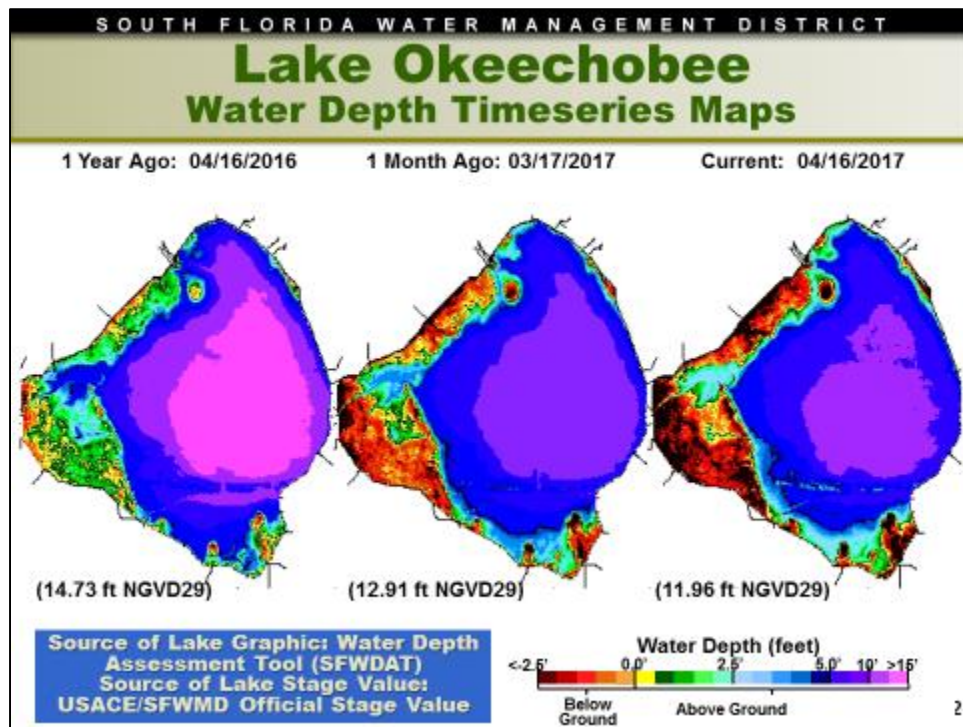 SOUTH FLORIDA WATER MANAGEMENT DISTRICT
Lake Okeechobee
Water Depth Timeseries Maps
1 Year Ago: 04/16/2016
1 Month Ago: 03/17/2017
Current: 04/16/2017
(14.73 ft NGVD29)
(12.91 ft NGVD29)
(11.96 ft NGVD29)
Source of Lake Graphic: Water Depth
Assessment Tool (SFWDAT)
Source of Lake Stage Value:
USACE/SFWMD Official Stage Value
Water Depth (feet)
<-2.5' 0.0' 2.5' 5.0' 10' >15'
Below
Ground
Above Ground
2